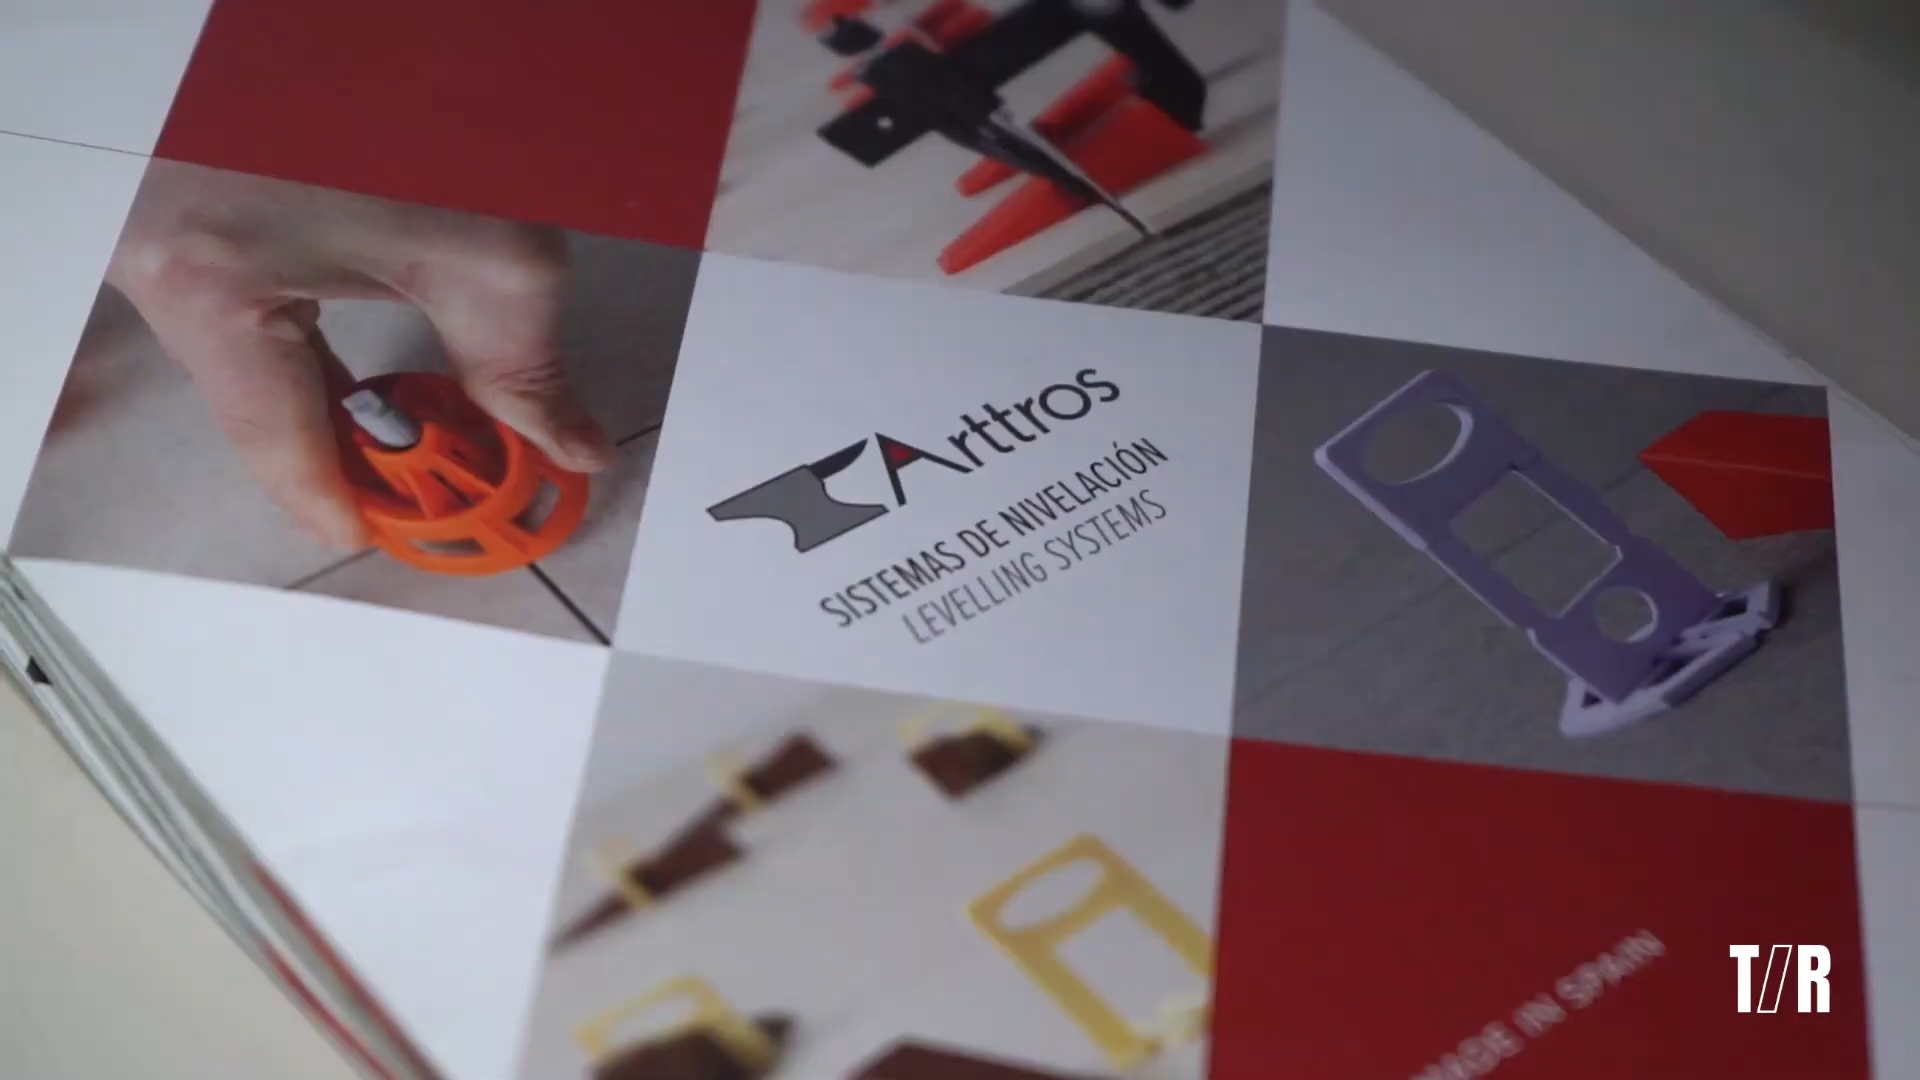 Arttros
SISTEMAS DE NIVELACIÓN
LEVELLING SYSTEMS
MADE IN SPAIN
T/R